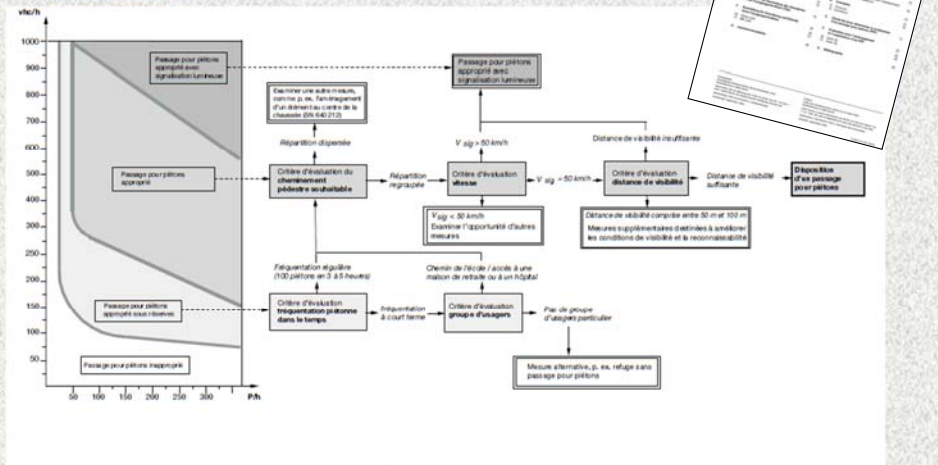 vhc/h
1000
900
800
700
600
500
400
300
250
200
150
100
50
50
100
150
200
250
300
P/h
Passage pour piétons
approprié avec
signalisation lumineuse
Passage pour piétons
approprié
Passage pour piétons
approprié sous réserves
Passage pour piétons inapproprié
Examiner une autre mesure,
comme p. ex. l'aménagement
d'un élément au centre de la
chaussée (SN 640 212)
Répartition dispersée
Critère d'évaluation du
cheminement
pédestre souhaitable
Répartition
regroupée
Fréquentation régulière
(100 piétons en 3 à 5 heures)
Critère d'évaluation
fréquentation piétonne
dans le temps
Fréquentation
à court terme
Passage pour piétons
approprié avec
signalisation lumineuse
V sig > 50 km/h
Critère d'évaluation
vitesse
V sig = 50 km/h
V sig < 50 km/h
Examiner l'opportunité d'autres
mesures
Chemin de l'école / accès à une
maison de retraite ou à un hôpital
Critère d'évaluation
groupe d'usagers
Pas de groupe
d'usagers particulier
Mesure alternative, p. ex. refuge sans
passage pour piétons
Distance de visibilité insuffisante
Critère d'évaluation
distance de visibilité
Distance de visibilité
suffisante
Disposition
d'un passage
pour piétons
Distance de visibilité comprise entre 50 m et 100 m
Mesures supplémentaires destinées à améliorer
les conditions de visibilité et la reconnaissabilité